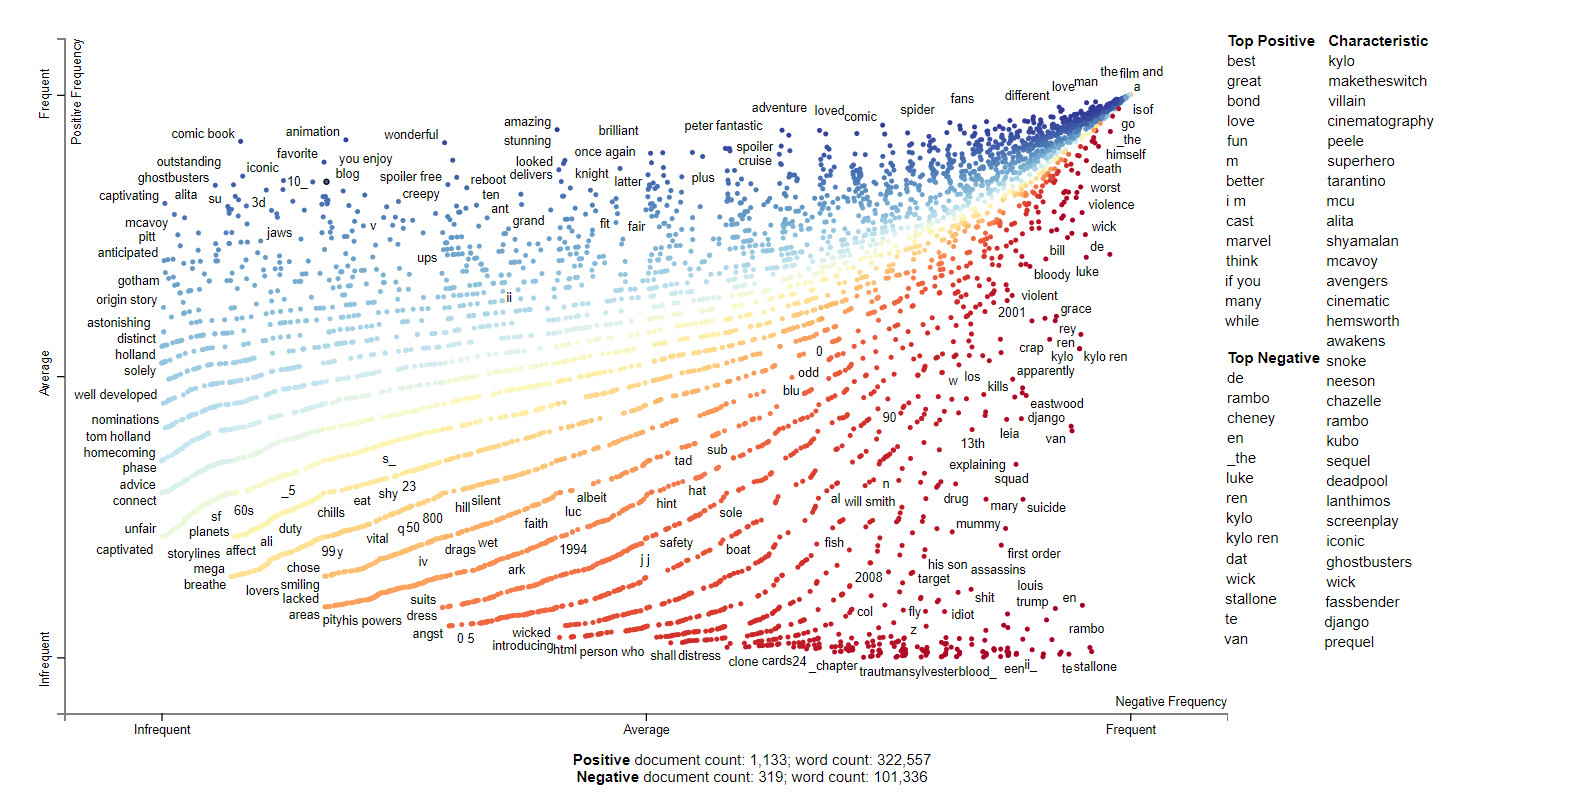 Frequent
Positive Frequency
Average
Infrequent
the film and
love man
a
different
fans
is of
adventure
loved
comic
spider
go
amazing
brilliant
peter fantastic
_the
comic book
animation
wonderful
stunning
spoiler
himself
favorite
you enjoy
looked
once again
cruise
death
outstanding
iconic
blog
spoiler free
reboot
delivers
knight
latter
plus
worst
ghostbusters
10_
creepy
ten
violence
captivating
alita
su
3d
ant
grand
fit
fair
wick
mcavoy
jaws
v
de
pitt
bill
anticipated
ups
bloody
luke
gotham
violent
origin story
ii
2001
grace
astonishing
rey
distinct
ren
holland
0
crap
kylo
kylo ren
solely
odd
w
los
apparently
well developed
blu
kills
eastwood
nominations
90
django
tom holland
leia
van
homecoming
13th
phase
s_
tad
sub
explaining
advice
23
n
squad
connect
_5
eat
shy
albeit
hat
al
will smith
drug
mary
suicide
60s
chills
hill
silent
luc
hint
sole
unfair
sf
planets
duty
vital
q
50
800
faith
mummy
captivated
storylines
affect
ali
99
y
drags
wet
1994
safety
boat
fish
first order
mega
chose
iv
ark
j j
2008
his son
assassins
breathe
lovers
smiling
target
louis
lacked
suits
shit
trump
en
areas
pity
his powers
dress
col
fly
idiot
angst
0 5
wicked
z
rambo
introducing
html
person who
shall
distress
clone
cards
24
_chapter
trautman
sylvester
blood_
een
ii_
te
stallone
Negative Frequency
Infrequent
Average
Frequent
Positive document count: 1,133; word count: 322,557
Negative document count: 319; word count: 101,336
Top Positive
best
great
bond
love
fun
m
better
i m
cast
marvel
think
if you
many
while
Top Negative
de
rambo
cheney
en
_the
luke
ren
kylo
kylo ren
dat
wick
stallone
te
van
Characteristic
kylo
maketheswitch
villain
cinematography
peele
superhero
tarantino
mcu
alita
shyamalan
mcavoy
avengers
cinematic
hemsworth
awakens
snoke
neeson
chazelle
rambo
kubo
sequel
deadpool
lanthimos
screenplay
iconic
ghostbusters
wick
fassbender
django
prequel